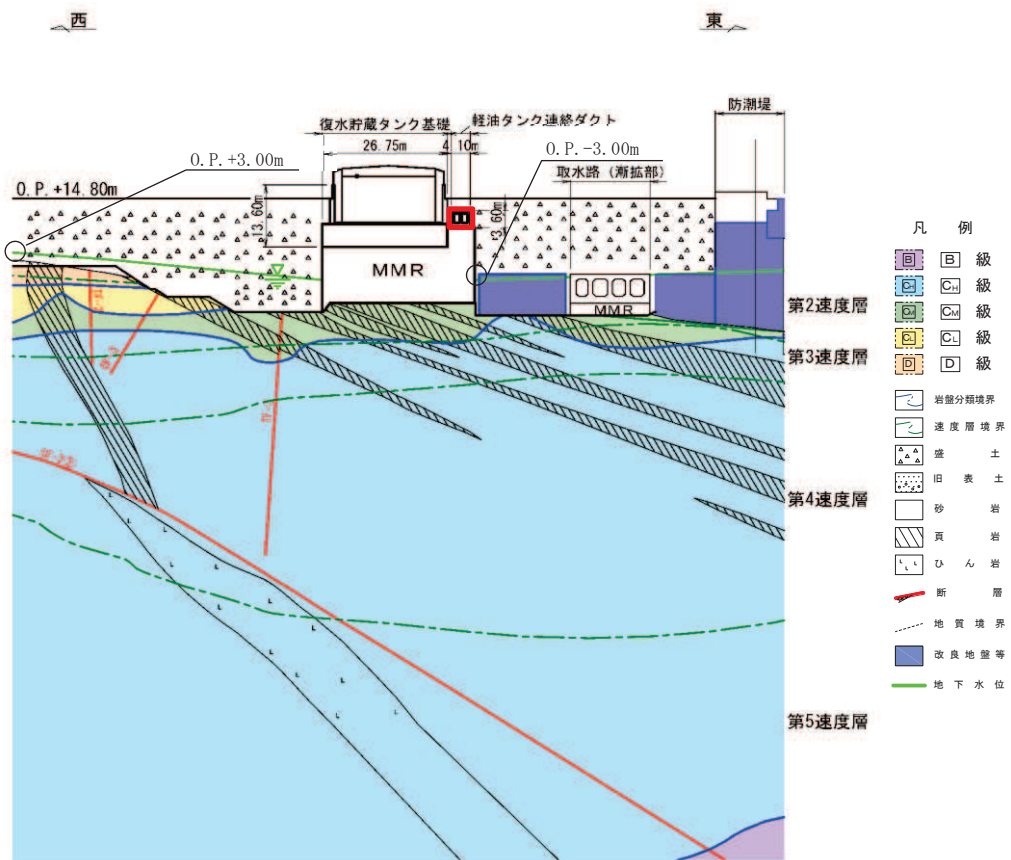 西
東
防潮堤
復水貯蔵タンク基礎
軽油タンク連絡ダクト
26.75m
4.10m
O.P.+3.00m
O.P.-3.00m
取水路（漸拡部）
O.P.+14.80m
13.60m
3.60m
MMR
MMR
第2速度層
第3速度層
第4速度層
第5速度層
凡 例
B B 級
CH CH 級
CM CM 級
CL CL 級
D D 級
岩盤分類境界
速度層境界
盛 土
旧 表 土
砂 岩
頁 岩
ひ ん 岩
断 層
地 質 境 界
改 良 地 盤 等
地 下 水 位